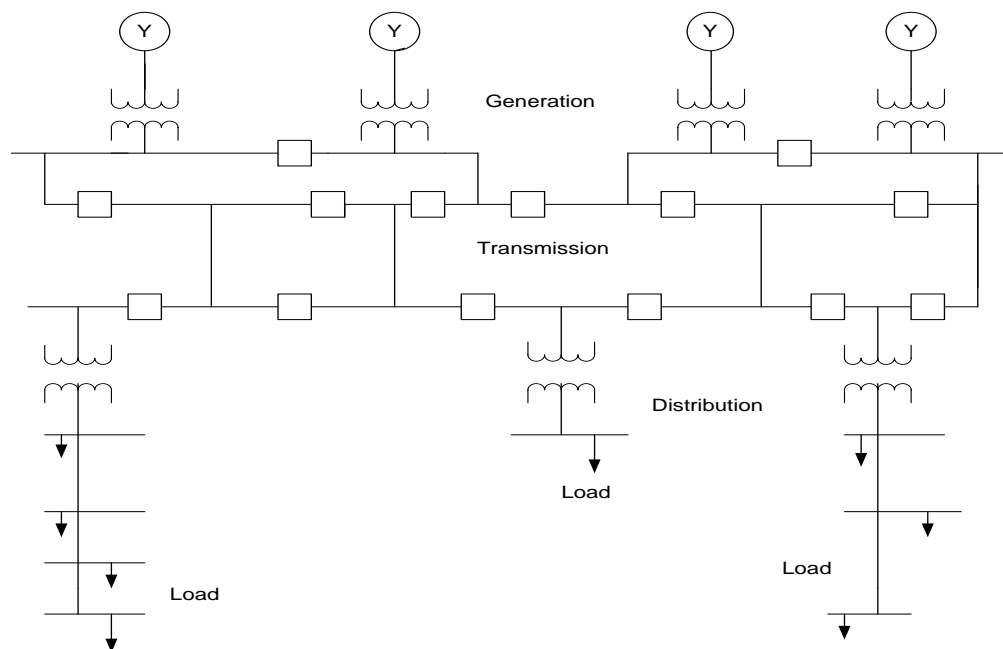 Y Y Y Y
Generation
Transmission
Distribution
Load
Load
Load